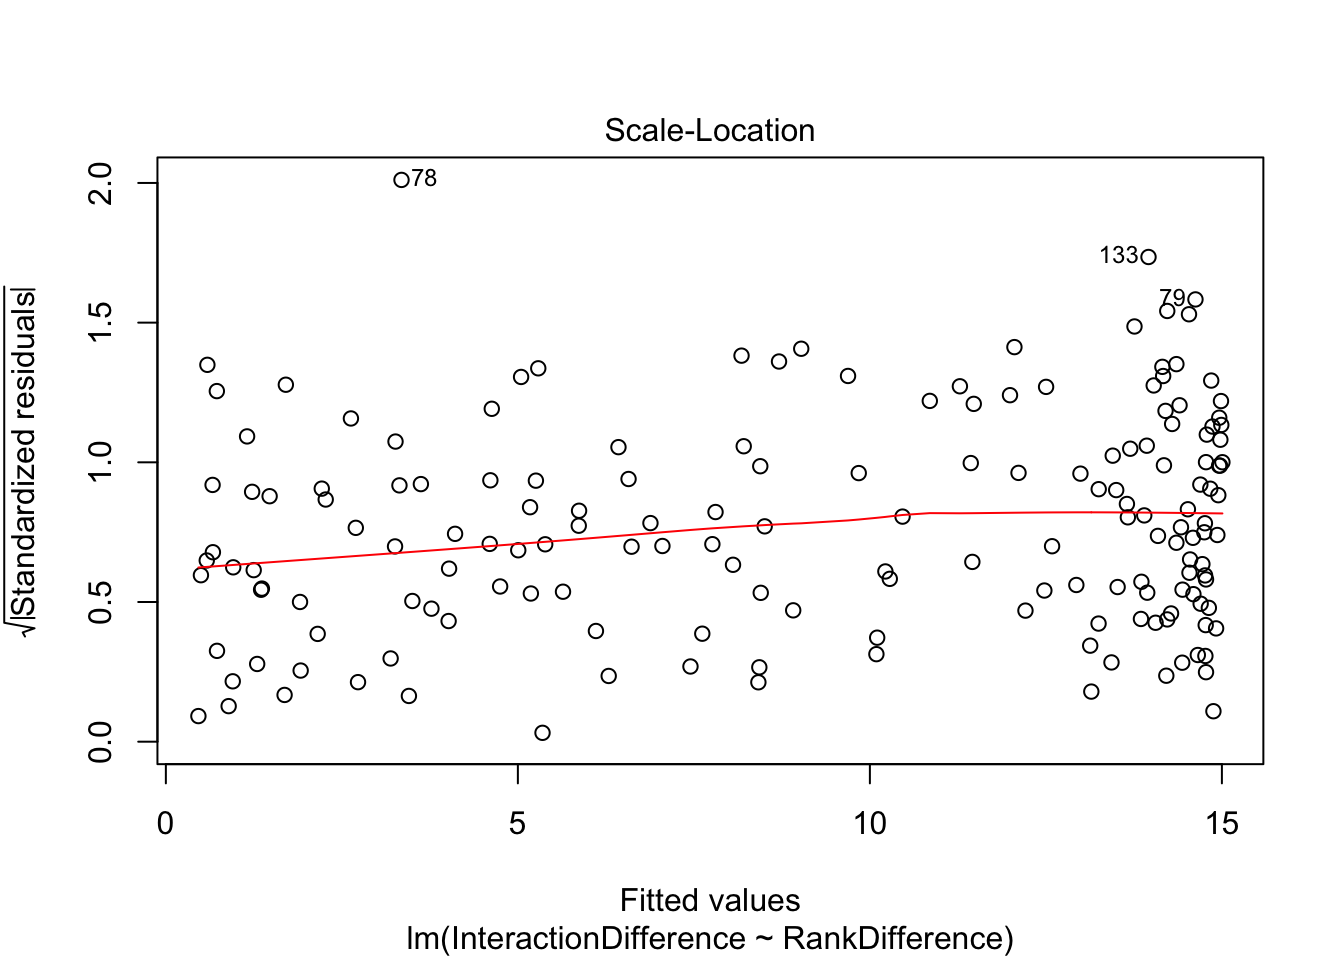 Scale-Location
√|Standardized residuals|
2.0
1.5
1.0
0.5
0.0
78
133
79
0 5 10 15
Fitted values
lm(InteractionDifference ~ RankDifference)